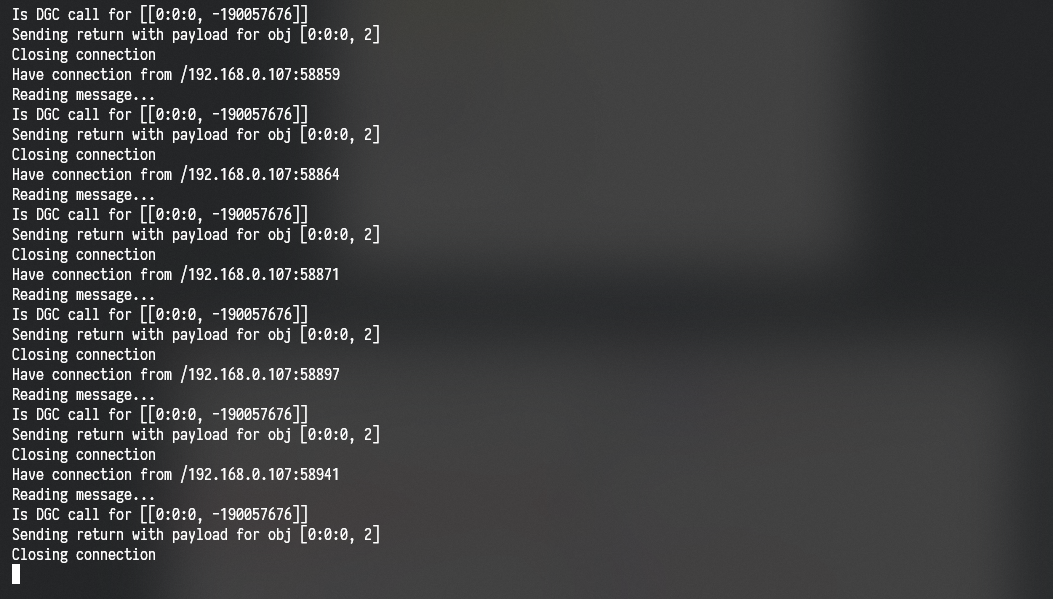 Is DGC call for [[0:0:0, -190057676]]
Sending return with payload for obj [0:0:0, 2]
Closing connection
Have connection from /192.168.0.107:58859
Reading message...
Is DGC call for [[0:0:0, -190057676]]
Sending return with payload for obj [0:0:0, 2]
Closing connection
Have connection from /192.168.0.107:58864
Reading message...
Is DGC call for [[0:0:0, -190057676]]
Sending return with payload for obj [0:0:0, 2]
Closing connection
Have connection from /192.168.0.107:58871
Reading message...
Is DGC call for [[0:0:0, -190057676]]
Sending return with payload for obj [0:0:0, 2]
Closing connection
Have connection from /192.168.0.107:58897
Reading message...
Is DGC call for [[0:0:0, -190057676]]
Sending return with payload for obj [0:0:0, 2]
Closing connection
Have connection from /192.168.0.107:58941
Reading message...
Is DGC call for [[0:0:0, -190057676]]
Sending return with payload for obj [0:0:0, 2]
Closing connection